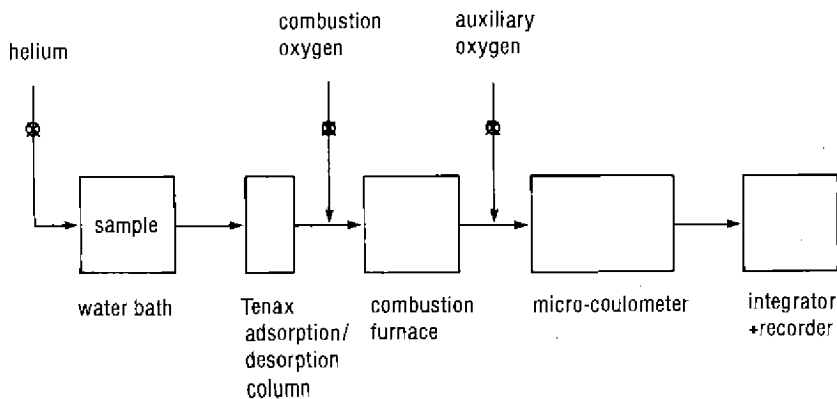 helium
combustion
oxygen
auxiliary
oxygen
sample
water bath
Tenax
adsorption/
desorption
column
combustion
furnace
micro-coulometer
integrator
+recorder